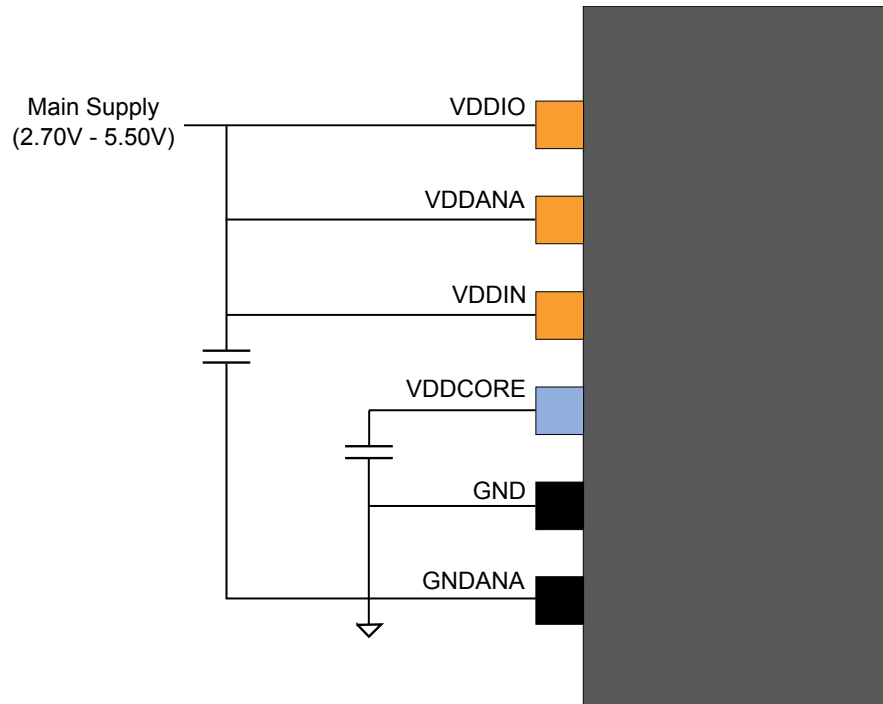 VDDIO
Main Supply
(2.70V - 5.50V)
VDDANA
VDDIN
VDDCORE
GND
GNDANA